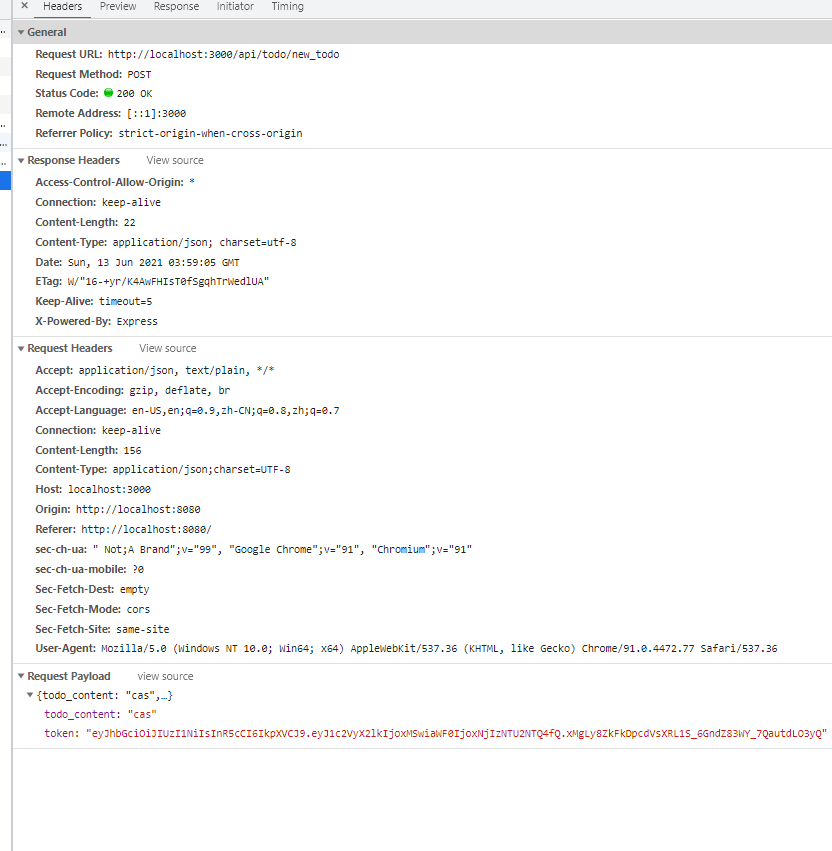 × Headers Preview Response Initiator Timing
General
Request URL: http://localhost:3000/api/todo/new_todo
Request Method: POST
Status Code: 200 OK
Remote Address: [::1]:3000
Referrer Policy: strict-origin-when-cross-origin
Response Headers View source
Access-Control-Allow-Origin: *
Connection: keep-alive
Content-Length: 22
Content-Type: application/json; charset=utf-8
Date: Sun, 13 Jun 2021 03:59:05 GMT
ETag: W/"16-+yr/K4AwFHIsT0fSgqhTrWedlUA"
Keep-Alive: timeout=5
X-Powered-By: Express
Request Headers View source
Accept: application/json, text/plain, */*
Accept-Encoding: gzip, deflate, br
Accept-Language: en-US,en;q=0.9,zh-CN;q=0.8,zh;q=0.7
Connection: keep-alive
Content-Length: 156
Content-Type: application/json;charset=UTF-8
Host: localhost:3000
Origin: http://localhost:8080
Referer: http://localhost:8080/
sec-ch-ua: " Not;A Brand";v="99", "Google Chrome";v="91", "Chromium";v="91"
sec-ch-ua-mobile: ?0
Sec-Fetch-Dest: empty
Sec-Fetch-Mode: cors
Sec-Fetch-Site: same-site
User-Agent: Mozilla/5.0 (Windows NT 10.0; Win64; x64) AppleWebKit/537.36 (KHTML, like Gecko) Chrome/91.0.4472.77 Safari/537.36
Request Payload view source
{todo_content: "cas",…}
todo_content: "cas"
token: "eyJhbGciOiJIUzI1NiIsInR5cCI6IkpXVCJ9.eyJ1c2VyX2lkIjoxMSwiaWF0IjoxNjIzNTU2NTQ4fQ.xMgLy8ZkFkDpcdVsXRL1S_6GndZ83WY_7QautdLO3yQ"